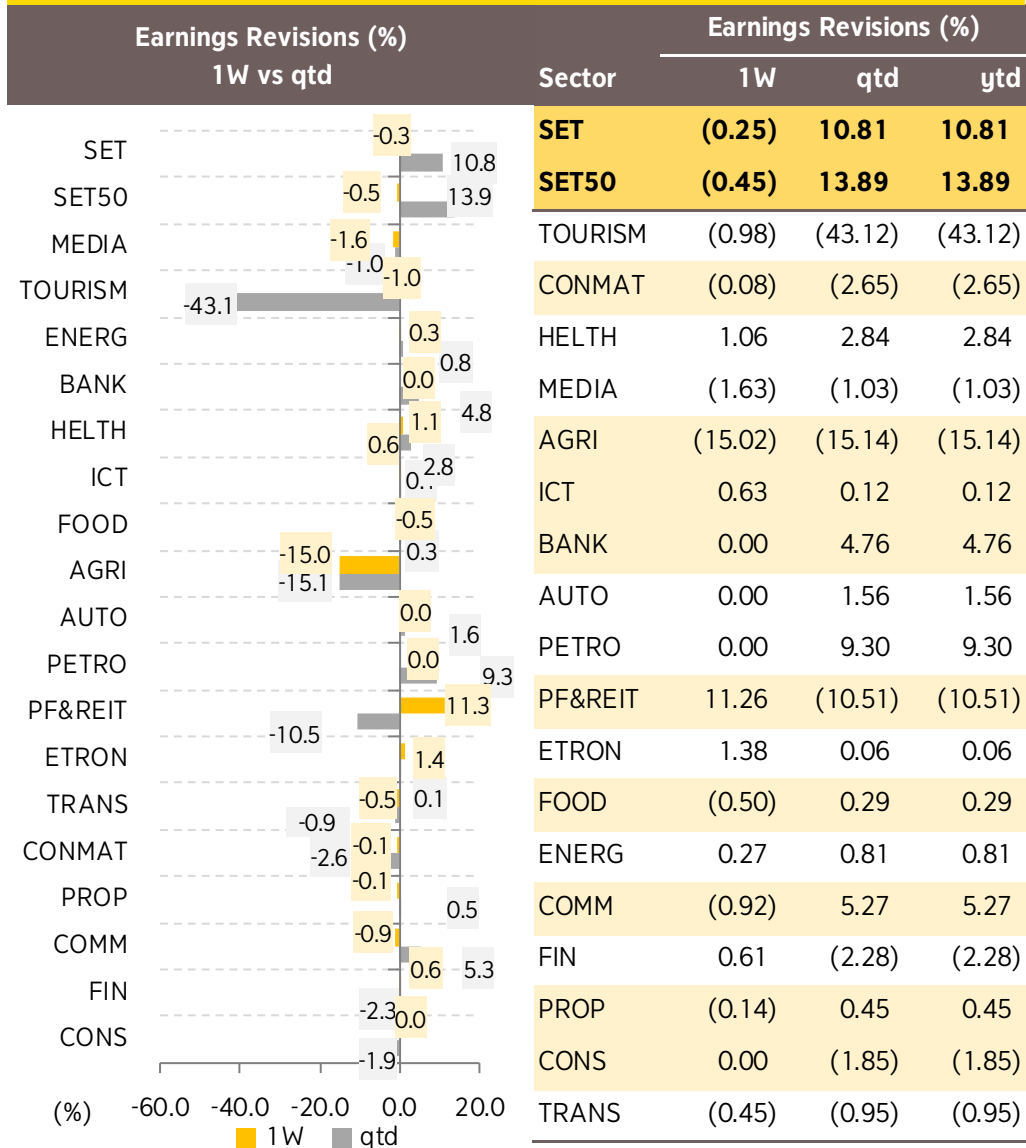 Earnings Revisions (%)
1W vs qtd
SET
SET50
MEDIA
TOURISM
ENERG
BANK
HELTH
ICT
FOOD
AGRI
AUTO
PETRO
PF&REIT
ETRON
TRANS
CONMAT
PROP
COMM
FIN
CONS
-0.3
10.8
-0.5
13.9
-1.6
-1.0
-1.0
-43.1
0.3
0.8
0.0
4.8
1.1
2.8
0.6
-0.5
0.3
-15.0
-15.1
0.0
1.6
0.0
9.3
11.3
-10.5
1.4
0.1
-0.5
-0.9
-0.1
-2.6
-0.1
0.5
-0.9
5.3
0.6
-2.3
0.0
-1.9
(%) -60.0 -40.0 -20.0 0.0 20.0
1W qtd
Earnings Revisions (%)
Sector 1W qtd ytd
SET (0.25) 10.81 10.81
SET50 (0.45) 13.89 13.89
TOURISM (0.98) (43.12) (43.12)
CONMAT (0.08) (2.65) (2.65)
HELTH 1.06 2.84 2.84
MEDIA (1.63) (1.03) (1.03)
AGRI (15.02) (15.14) (15.14)
ICT 0.63 0.12 0.12
BANK 0.00 4.76 4.76
AUTO 0.00 1.56 1.56
PETRO 0.00 9.30 9.30
PF&REIT 11.26 (10.51) (10.51)
ETRON 1.38 0.06 0.06
FOOD (0.50) 0.29 0.29
ENERG 0.27 0.81 0.81
COMM (0.92) 5.27 5.27
FIN 0.61 (2.28) (2.28)
PROP (0.14) 0.45 0.45
CONS 0.00 (1.85) (1.85)
TRANS (0.45) (0.95) (0.95)